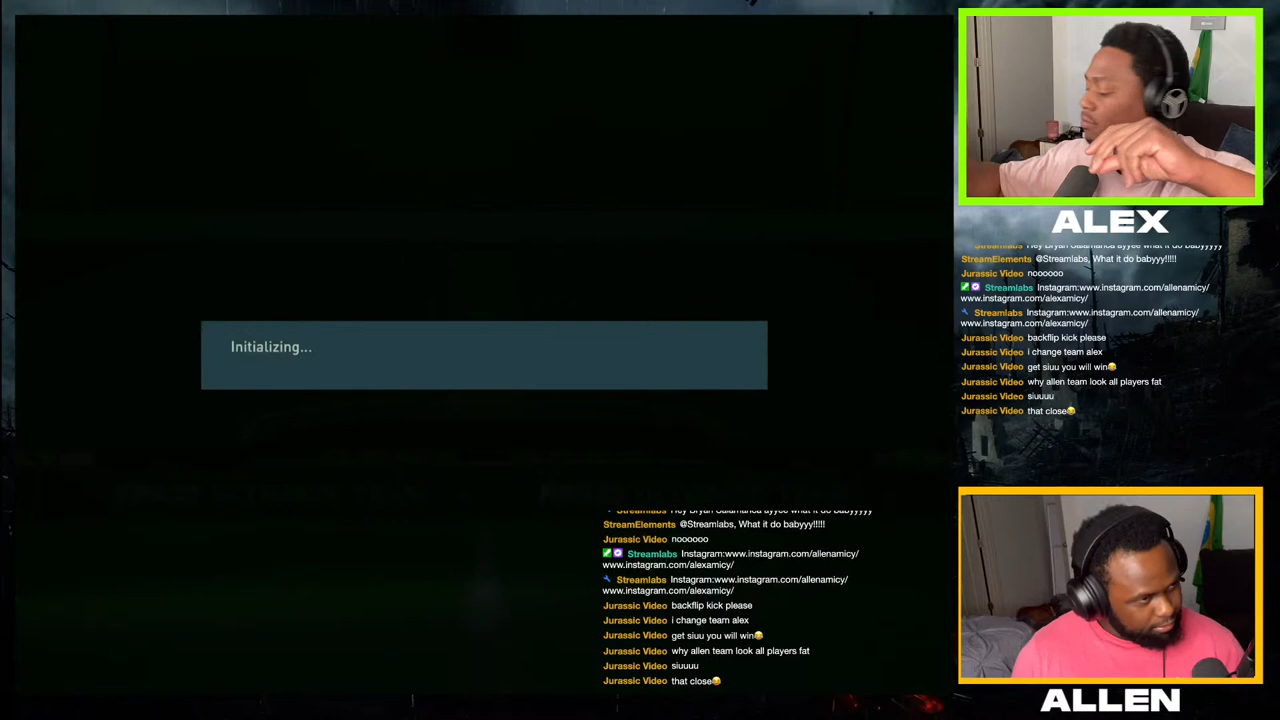 Initializing...
ALEX
StreamElements @Streamlabs, What it do babyyy!!!!!
Jurassic Video noooooo
Streamlabs Instagram:www.instagram.com/allenamicy/
www.instagram.com/alexamicy/
Streamlabs Instagram:www.instagram.com/allenamicy/
www.instagram.com/alexamicy/
Jurassic Video backflip kick please
Jurassic Video i change team alex
Jurassic Video get siuu you will win😂
Jurassic Video why allen team look all players fat
Jurassic Video siuuuu
Jurassic Video that close😂
StreamElements @Streamlabs, What it do babyyy!!!!!
Jurassic Video noooooo
Streamlabs Instagram:www.instagram.com/allenamicy/
www.instagram.com/alexamicy/
Streamlabs Instagram:www.instagram.com/allenamicy/
www.instagram.com/alexamicy/
Jurassic Video backflip kick please
Jurassic Video i change team alex
Jurassic Video get siuu you will win😂
Jurassic Video why allen team look all players fat
Jurassic Video siuuuu
Jurassic Video that close😂
ALLEN